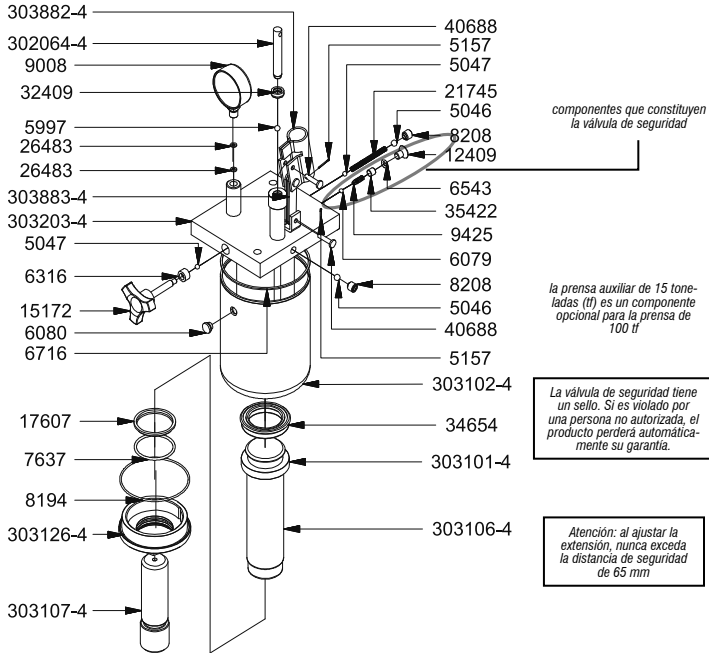 303882-4
302064-4
9008
32409
5997
26483
26483
303883-4
303203-4
5047
6316
15172
6080
6716
17607
7637
8194
303126-4
303107-4
40688
5157
5047
21745
5046
8208
12409
6543
35422
9425
6079
8208
5046
40688
5157
303102-4
34654
303101-4
303106-4
componentes que constituyen
la válvula de seguridad
la prensa auxiliar de 15 tone-
ladas (tf) es un componente
opcional para la prensa de
100 tf
La válvula de seguridad tiene
un sello. Si es violado por
una persona no autorizada, el
producto perderá automática-
mente su garantía.
Atención: al ajustar la
extensión, nunca exceda
la distancia de seguridad
de 65 mm